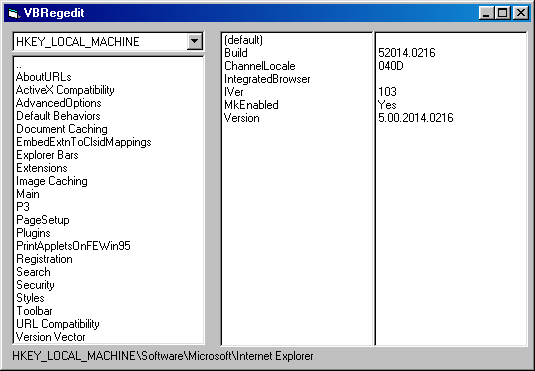 VBRegedit
HKEY_LOCAL_MACHINE
..
AboutURLs
ActiveX Compatibility
AdvancedOptions
Default Behaviors
Document Caching
EmbedExtnToClsidMappings
Explorer Bars
Extensions
Image Caching
Main
P3
PageSetup
Plugins
PrintAppletsOnFEWin95
Registration
Search
Security
Styles
Toolbar
URL Compatibility
Version Vector
(default)
Build 52014.0216
ChannelLocale 040D
IntegratedBrowser
IVer 103
MkEnabled Yes
Version 5.00.2014.0216
HKEY_LOCAL_MACHINE\Software\Microsoft\Internet Explorer